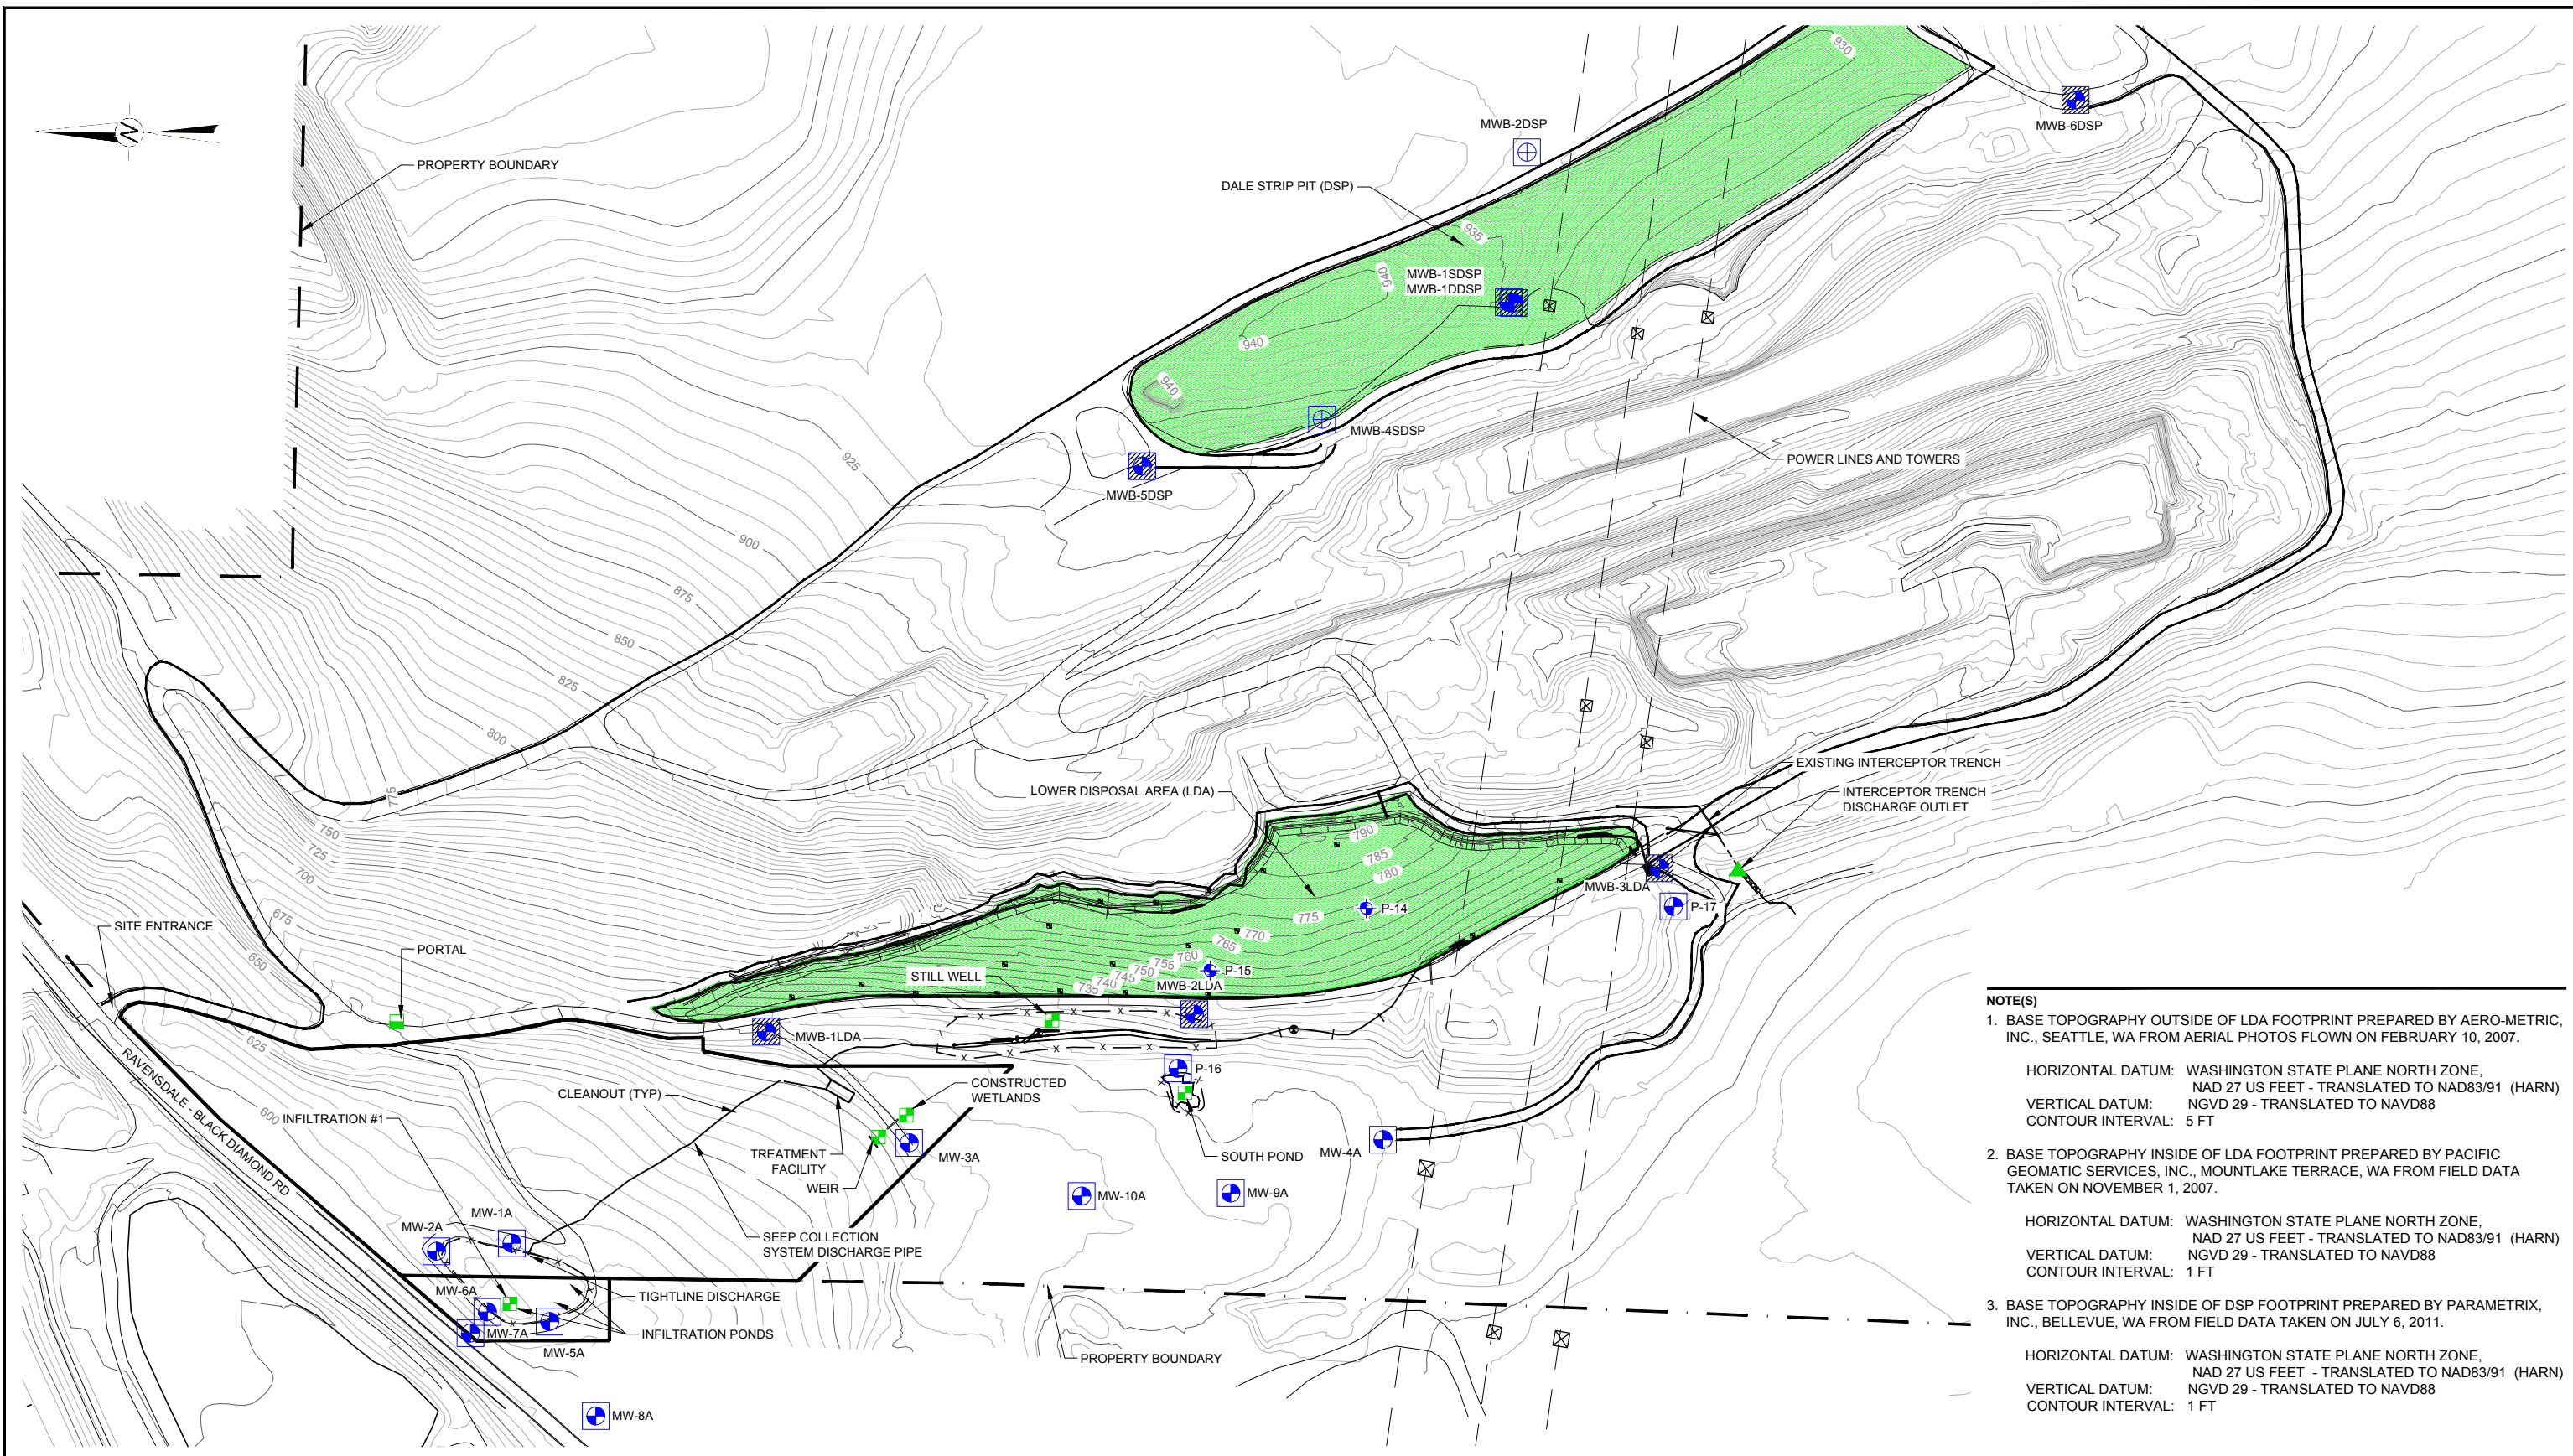 930
MWB-6DSP
MWB-2DSP
N
PROPERTY BOUNDARY
DALE STRIP PIT (DSP)
935
MWB-1SDSP
MWB-1DDSP
940
940
940
MWB-4SDSP
POWER LINES AND TOWERS
925
MWB-5DSP
900
875
850
825
800
775
750
725
700
675
650
625
600
LOWER DISPOSAL AREA (LDA)
EXISTING INTERCEPTOR TRENCH
INTERCEPTOR TRENCH
DISCHARGE OUTLET
790
785
780
775
770
765
760
755
750
745
740
735
MWB-3LDA
P-14
P-17
P-15
STILL WELL
MWB-2LDA
SITE ENTRANCE
PORTAL
MWB-1LDA
P-16
CLEANOUT (TYP)
CONSTRUCTED
WETLANDS
INFILTRATION #1
RAVENSDALE - BLACK DIAMOND RD
TREATMENT
FACILITY
WEIR
MW-3A
SOUTH POND
MW-4A
MW-10A
MW-9A
MW-1A
MW-2A
SEEP COLLECTION
SYSTEM DISCHARGE PIPE
MW-6A
TIGHTLINE DISCHARGE
MW-7A
INFILTRATION PONDS
MW-5A
PROPERTY BOUNDARY
MW-8A
NOTE(S)
1. BASE TOPOGRAPHY OUTSIDE OF LDA FOOTPRINT PREPARED BY AERO-METRIC,
INC., SEATTLE, WA FROM AERIAL PHOTOS FLOWN ON FEBRUARY 10, 2007.
HORIZONTAL DATUM: WASHINGTON STATE PLANE NORTH ZONE,
NAD 27 US FEET - TRANSLATED TO NAD83/91 (HARN)
VERTICAL DATUM: NGVD 29 - TRANSLATED TO NAVD88
CONTOUR INTERVAL: 5 FT
2. BASE TOPOGRAPHY INSIDE OF LDA FOOTPRINT PREPARED BY PACIFIC
GEOMATIC SERVICES, INC., MOUNTLAKE TERRACE, WA FROM FIELD DATA
TAKEN ON NOVEMBER 1, 2007.
HORIZONTAL DATUM: WASHINGTON STATE PLANE NORTH ZONE,
NAD 27 US FEET - TRANSLATED TO NAD83/91 (HARN)
VERTICAL DATUM: NGVD 29 - TRANSLATED TO NAVD88
CONTOUR INTERVAL: 1 FT
3. BASE TOPOGRAPHY INSIDE OF DSP FOOTPRINT PREPARED BY PARAMETRIX,
INC., BELLEVUE, WA FROM FIELD DATA TAKEN ON JULY 6, 2011.
HORIZONTAL DATUM: WASHINGTON STATE PLANE NORTH ZONE,
NAD 27 US FEET - TRANSLATED TO NAD83/91 (HARN)
VERTICAL DATUM: NGVD 29 - TRANSLATED TO NAVD88
CONTOUR INTERVAL: 1 FT